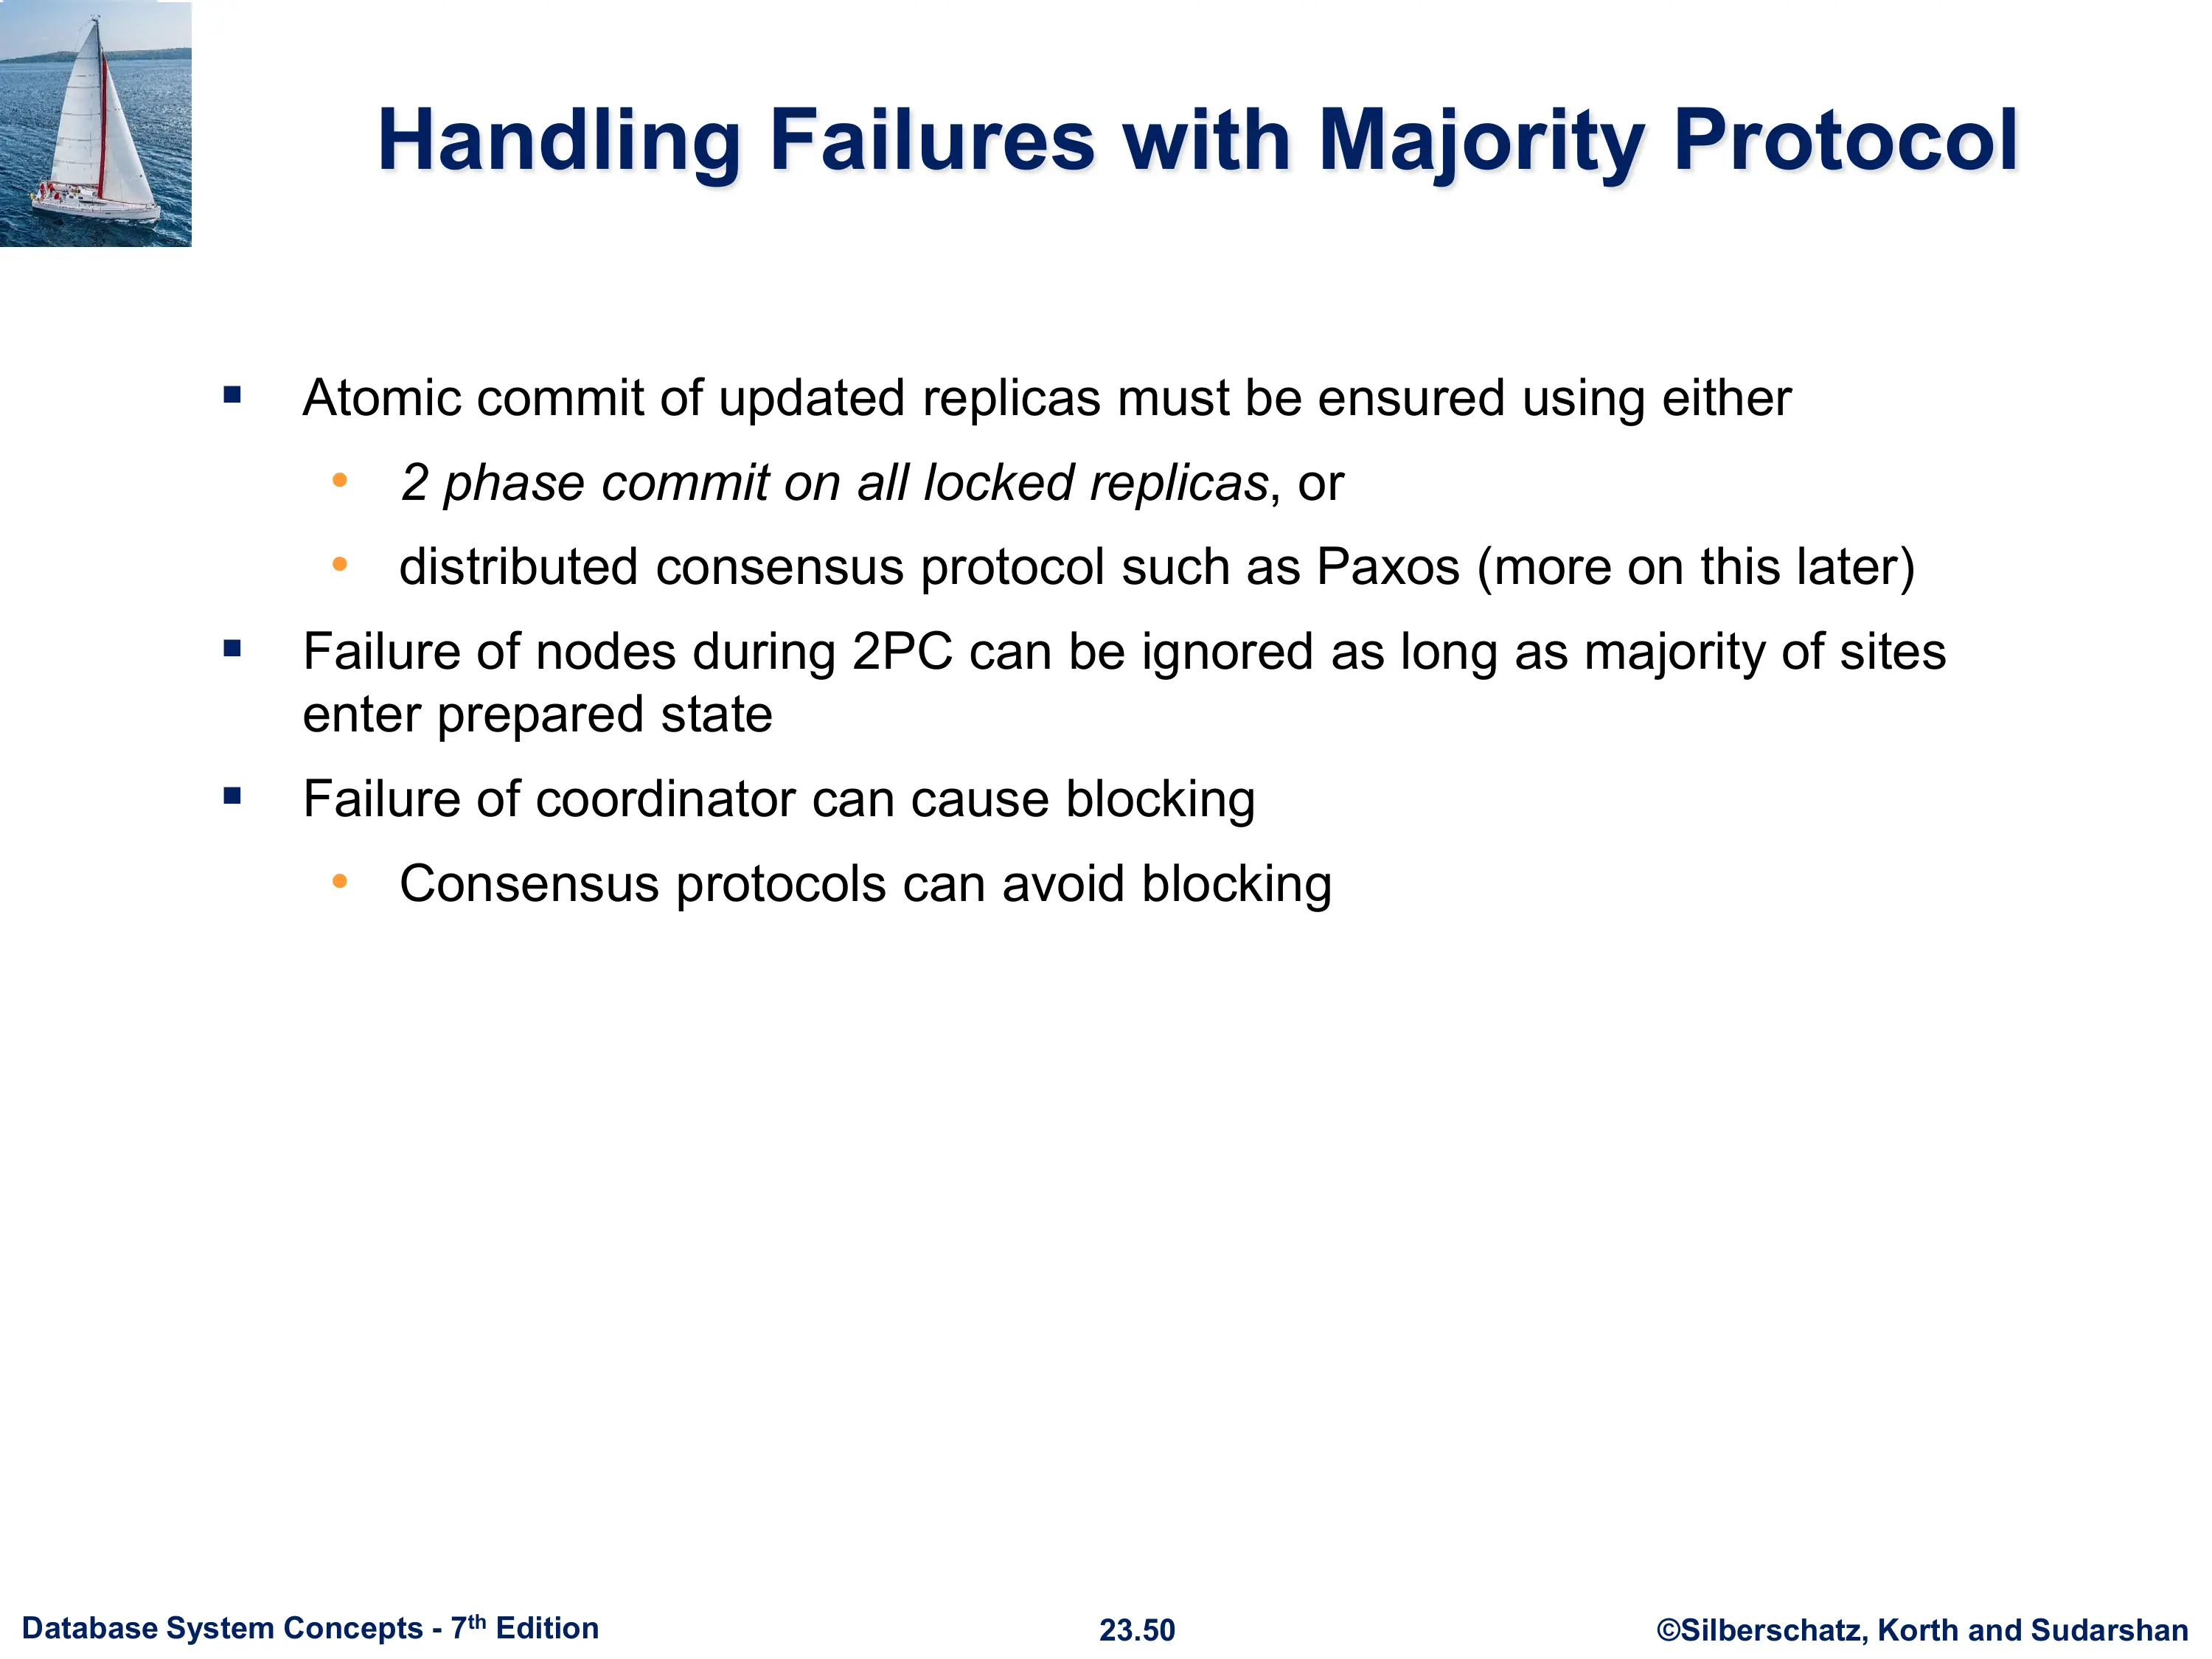 Handling Failures with Majority Protocol
▪ Atomic commit of updated replicas must be ensured using either
• 2 phase commit on all locked replicas, or
• distributed consensus protocol such as Paxos (more on this later)
▪ Failure of nodes during 2PC can be ignored as long as majority of sites
enter prepared state
▪ Failure of coordinator can cause blocking
• Consensus protocols can avoid blocking
Database System Concepts - 7th Edition
23.50
©Silberschatz, Korth and Sudarshan